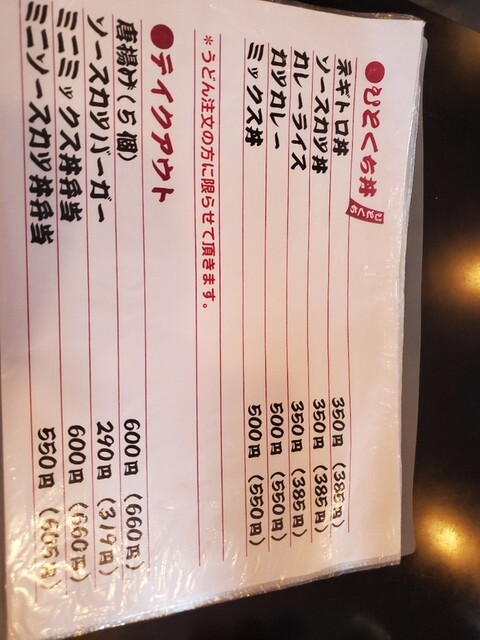 ●ひとくち丼 ひとくち
ネギトロ丼 350円 (385円)
ソースカツ丼 350円 (385円)
カレーライス 350円 (385円)
カツカレー 500円 (550円)
ミックス丼 500円 (550円)
*うどん注文の方に限らせて頂きます。
●テイクアウト
唐揚げ(5個) 600円 (660円)
ソースカツバーガー 290円 (319円)
ミニミックス丼弁当 600円 (660円)
ミニソースカツ丼弁当 550円 (605円)